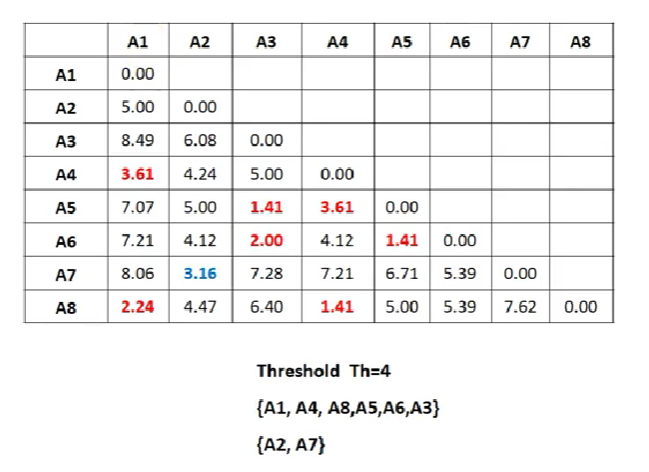 A1 A2 A3 A4 A5 A6 A7 A8
A1 0.00
A2 5.00 0.00
A3 8.49 6.08 0.00
A4 3.61 4.24 5.00 0.00
A5 7.07 5.00 1.41 3.61 0.00
A6 7.21 4.12 2.00 4.12 1.41 0.00
A7 8.06 3.16 7.28 7.21 6.71 5.39 0.00
A8 2.24 4.47 6.40 1.41 5.00 5.39 7.62 0.00
Threshold Th=4
{A1, A4, A8,A5,A6,A3}
{A2, A7}